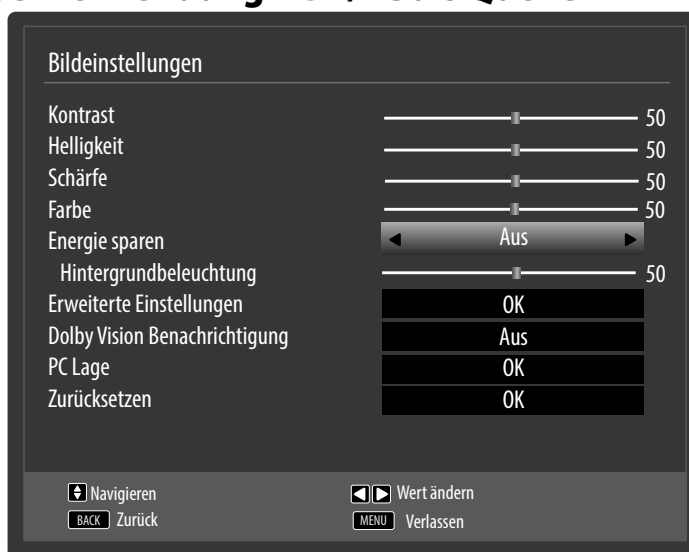 Bildeinstellungen
Kontrast 50
Helligkeit 50
Schärfe 50
Farbe 50
Energie sparen Aus
Hintergrundbeleuchtung 50
Erweiterte Einstellungen OK
Dolby Vision Benachrichtigung Aus
PC Lage OK
Zurücksetzen OK
Navigieren Wert ändern
BACK Zurück MENU Verlassen